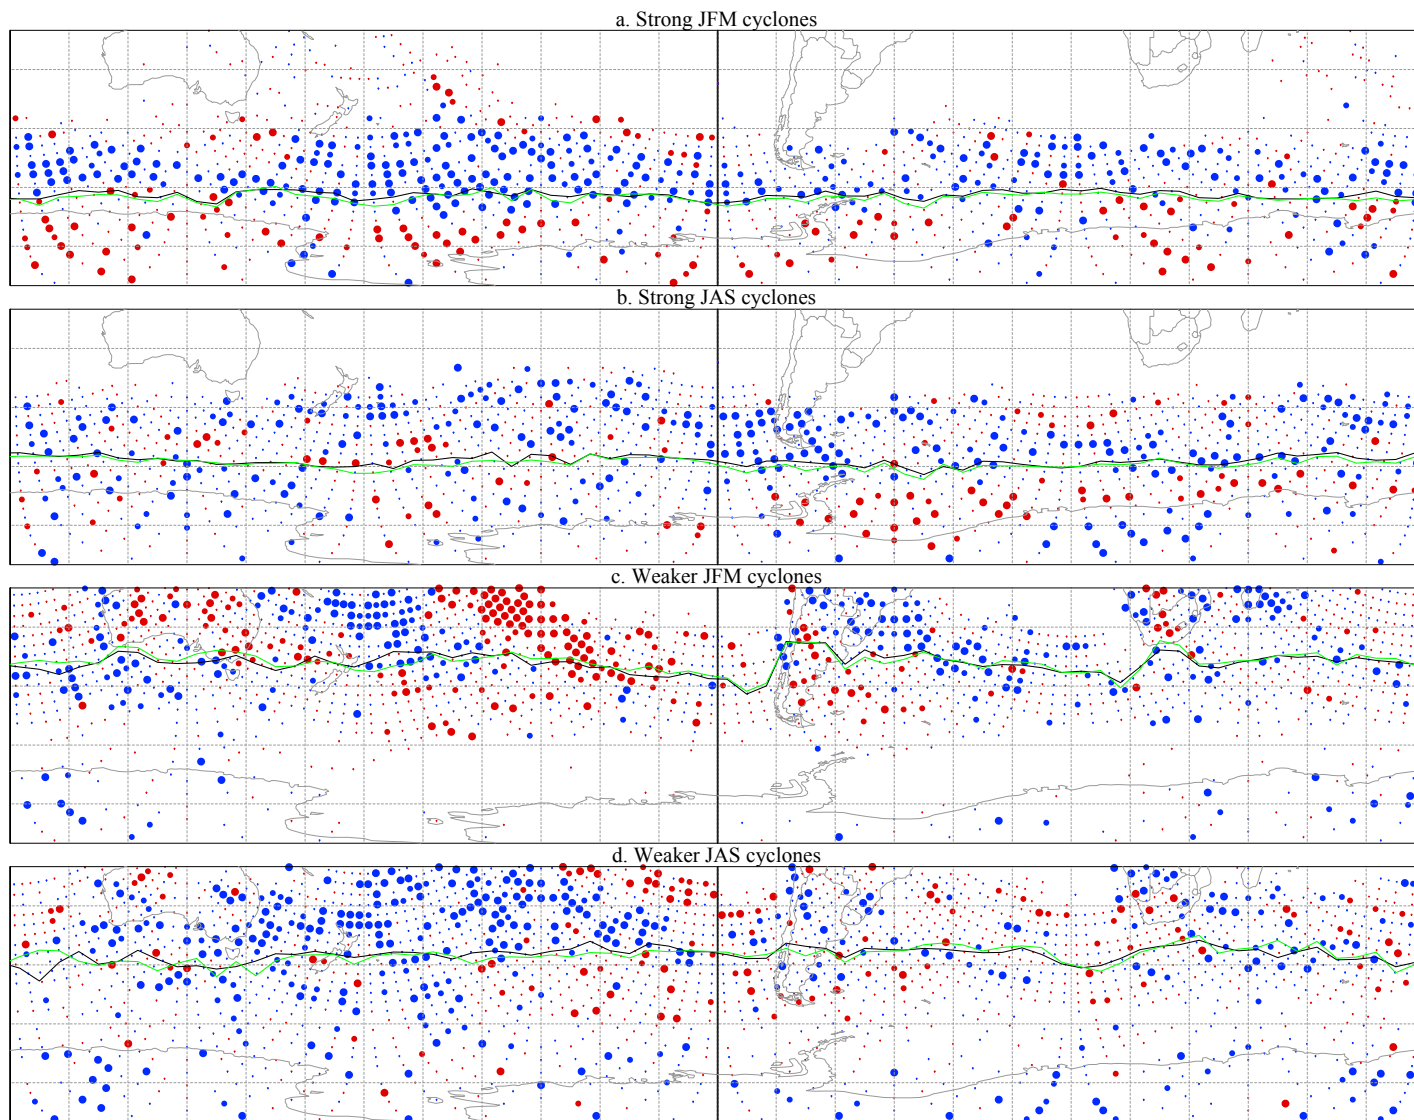 a. Strong JFM cyclones
b. Strong JAS cyclones
c. Weaker JFM cyclones
d. Weaker JAS cyclones